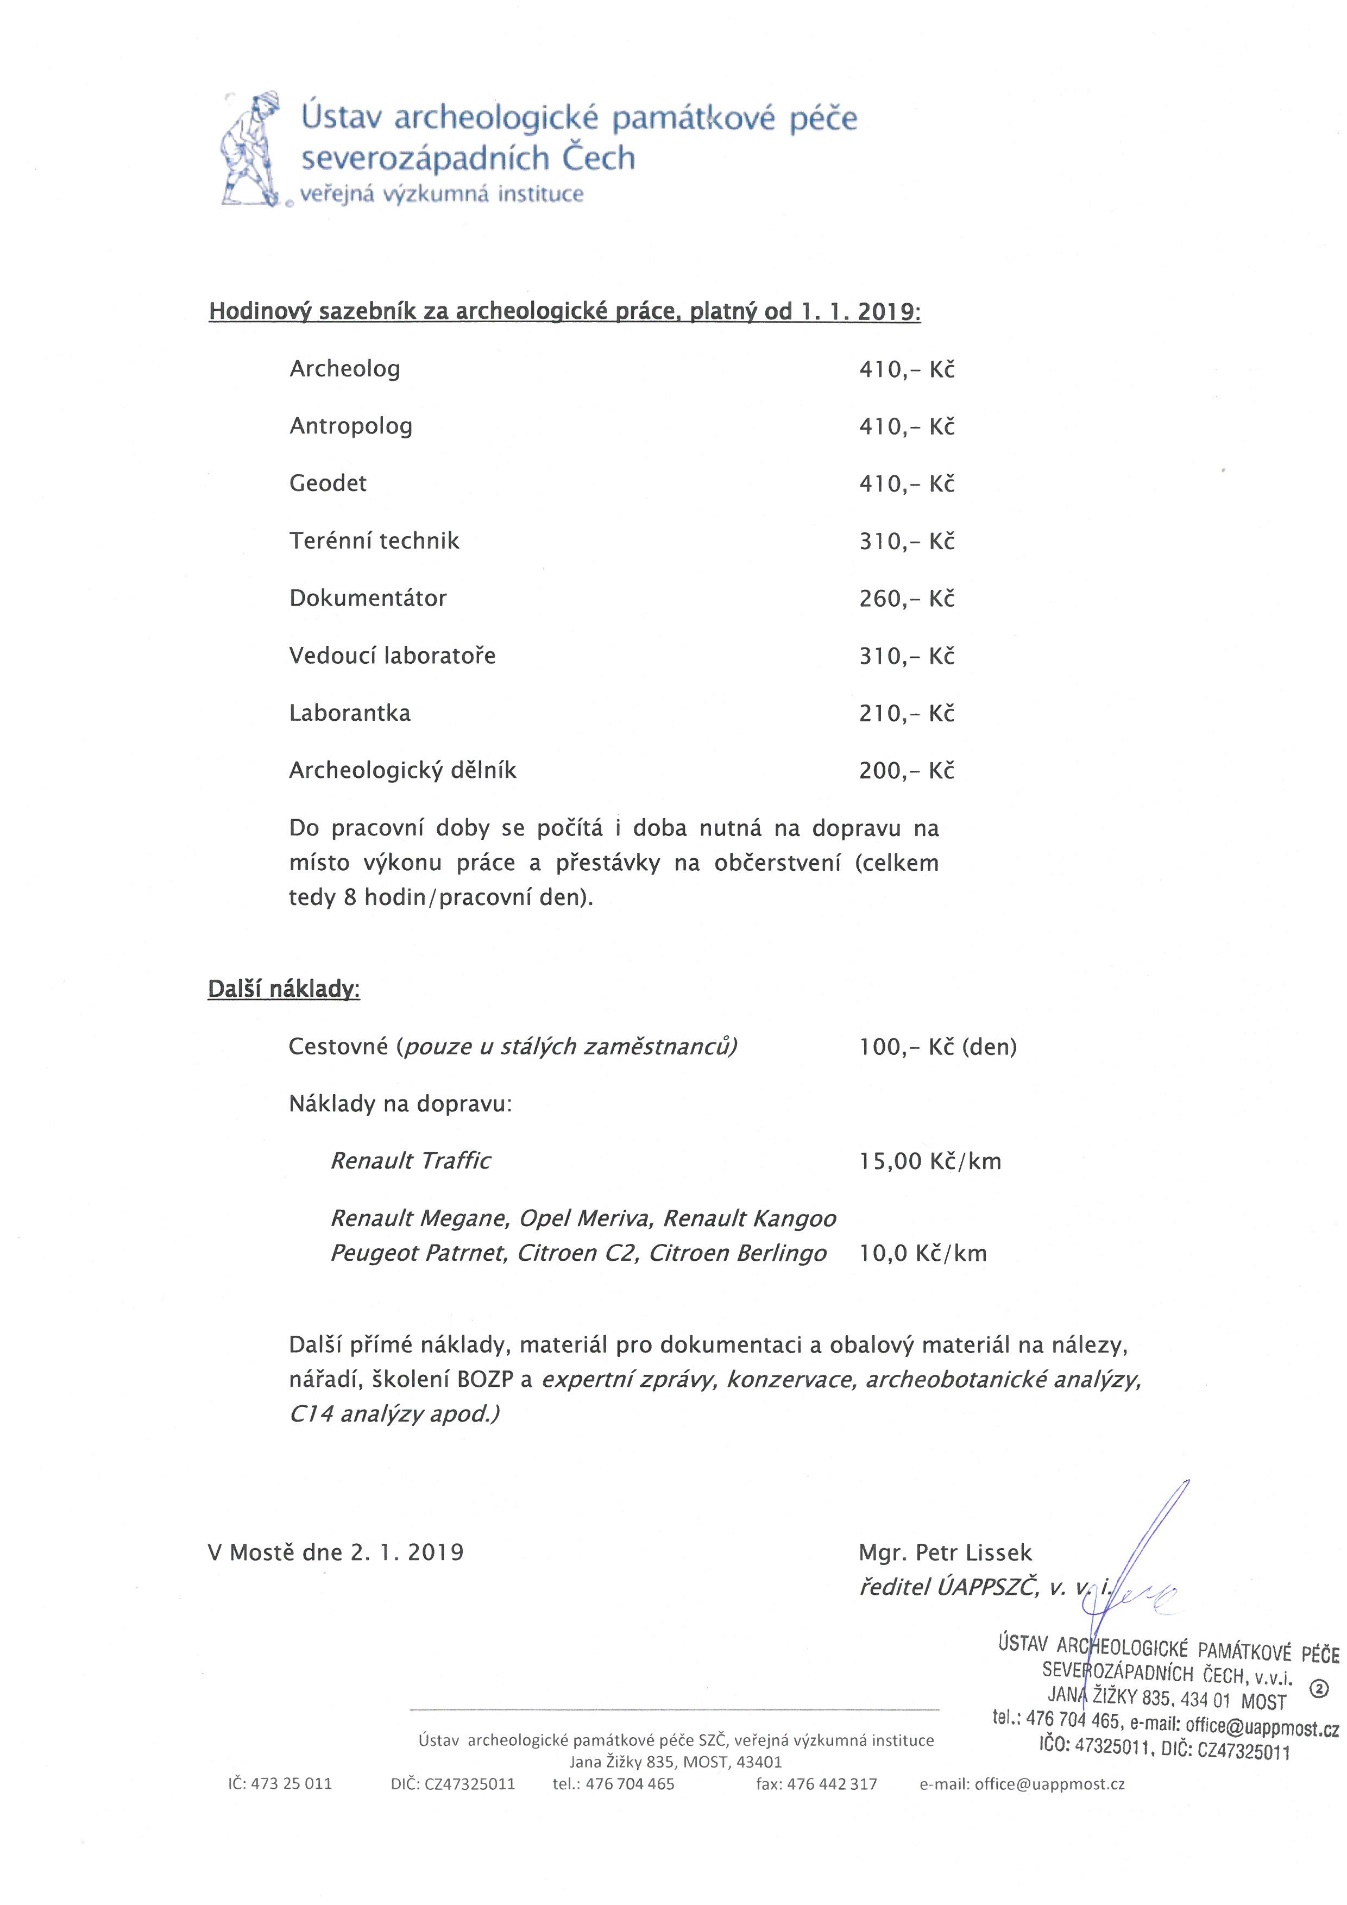 Ústav archeologické památkové péče
severozápadních Čech
veřejná výzkumná instituce
Hodinový sazebník za archeologické práce, platný od 1. 1. 2019:
Archeolog 410,- Kč
Antropolog 410,- Kč
Geodet 410,- Kč
Terénní technik 310,- Kč
Dokumentátor 260,- Kč
Vedoucí laboratoře 310,- Kč
Laborantka 210,- Kč
Archeologický dělník 200,- Kč
Do pracovní doby se počítá i doba nutná na dopravu na
místo výkonu práce a přestávky na občerstvení (celkem
tedy 8 hodin/pracovní den).
Další náklady:
Cestovné (pouze u stálých zaměstnanců) 100,- Kč (den)
Náklady na dopravu:
Renault Traffic 15,00 Kč/km
Renault Megane, Opel Meriva, Renault Kangoo
Peugeot Patrnet, Citroen C2, Citroen Berlingo 10,0 Kč/km
Další přímé náklady, materiál pro dokumentaci a obalový materiál na nálezy,
nářadí, školení BOZP a expertní zprávy, konzervace, archeobotanické analýzy,
C14 analýzy apod.)
V Mostě dne 2. 1. 2019 Mgr. Petr Lissek
ředitel ÚAPPSZČ, v. v. i.
ÚSTAV ARCHEOLOGICKÉ PAMÁTKOVÉ PÉČE
SEVEROZÁPADNÍCH ČECH, v.v.i. 2
JANA ŽIŽKY 835, 434 01 MOST
tel.: 476 704 465, e-mail: office@uappmost.cz
IČO: 47325011, DIČ: CZ47325011
Ústav archeologické památkové péče SZČ, veřejná výzkumná instituce
Jana Žižky 835, MOST, 43401
IČ: 473 25 011 DIČ: CZ47325011 tel.: 476 704 465 fax: 476 442 317 e-mail: office@uappmost.cz